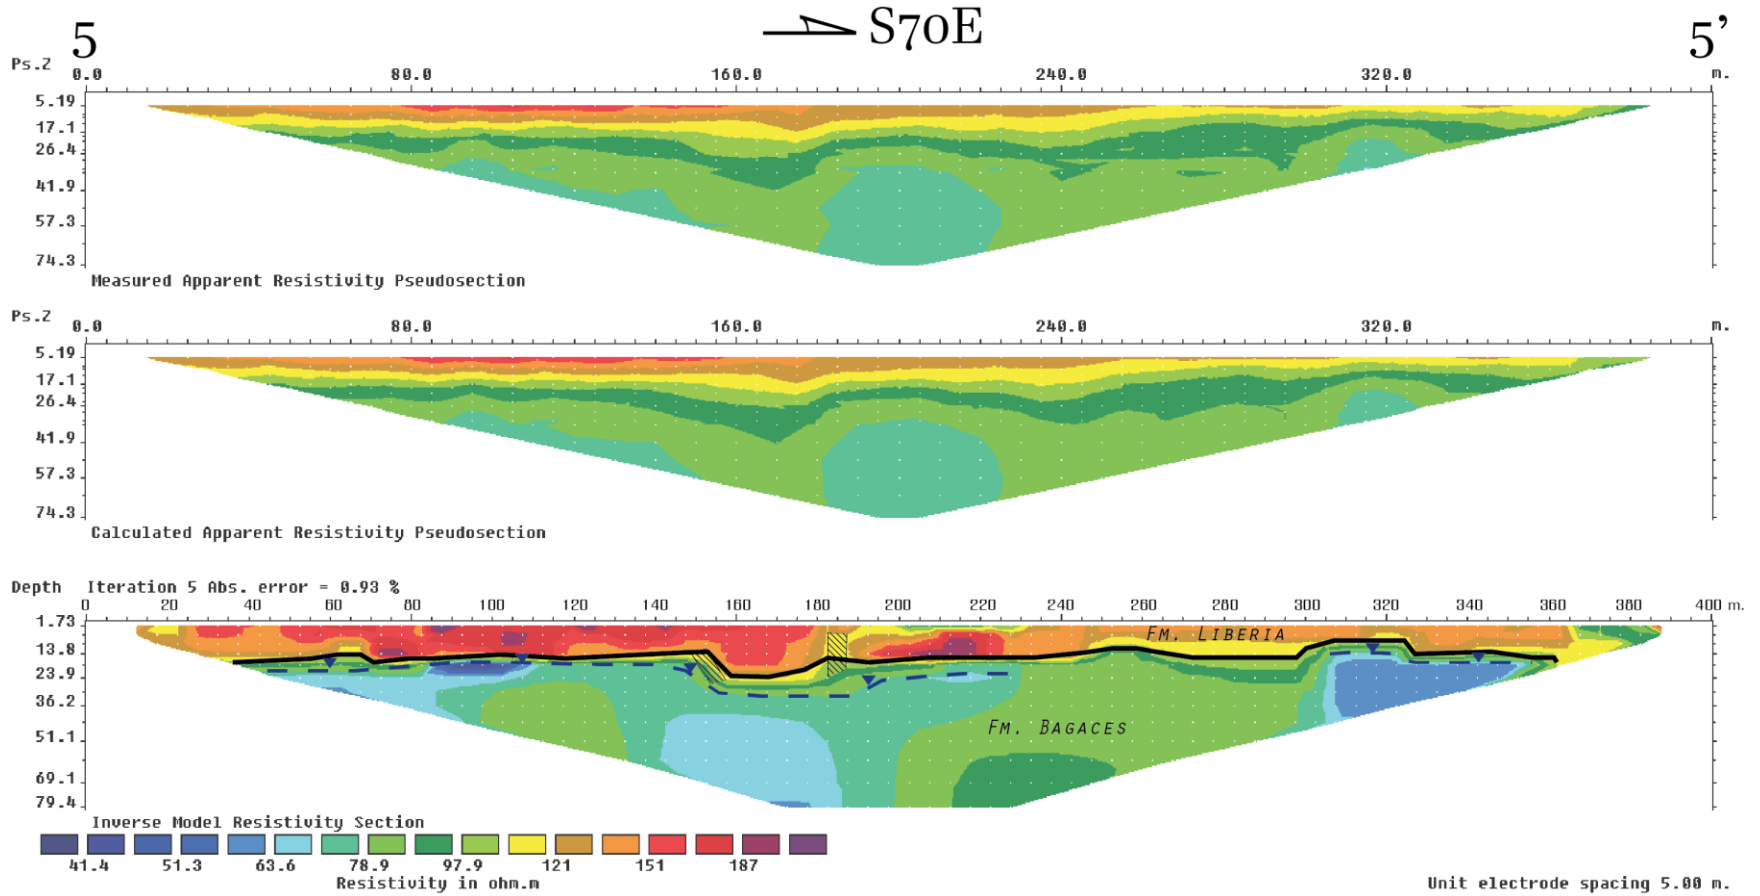 5 S70E 5’
Ps.Z 0.0 80.0 160.0 240.0 320.0 m.
5.19
17.1
26.4
41.9
57.3
74.3
Measured Apparent Resistivity Pseudosection
Ps.Z 0.0 80.0 160.0 240.0 320.0 m.
5.19
17.1
26.4
41.9
57.3
74.3
Calculated Apparent Resistivity Pseudosection
Depth Iteration 5 Abs. error = 0.93 %
0 20 40 60 80 100 120 140 160 180 200 220 240 260 280 300 320 340 360 380 400 m.
1.73
FM. LIBERIA
13.8
23.9
36.2
FM. BAGACES
51.1
69.1
79.4
Inverse Model Resistivity Section
41.4 51.3 63.6 78.9 97.9 121 151 187
Resistivity in ohm.m
Unit electrode spacing 5.00 m.